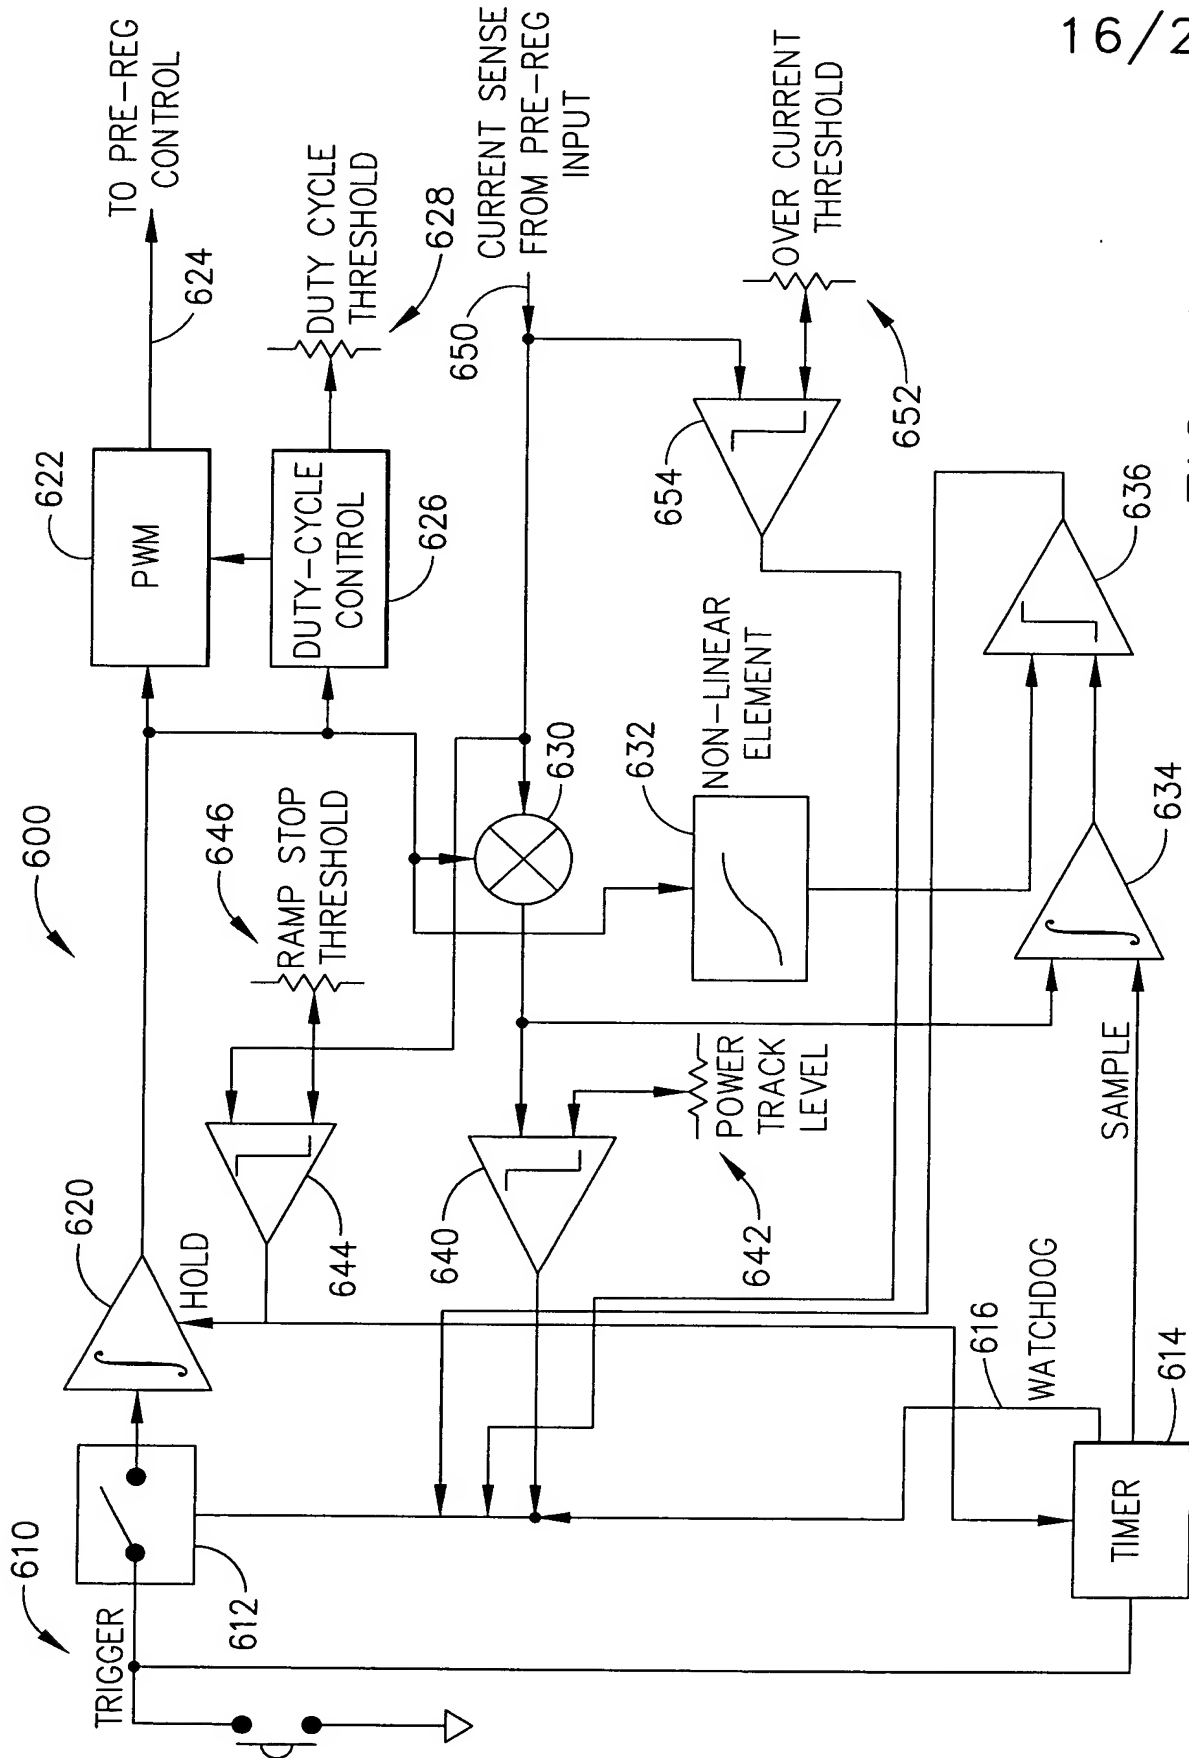 16/2
600
610
TRIGGER
612
620
HOLD
646
RAMP STOP
THRESHOLD
644
622
PWM
TO PRE-REG
CONTROL
624
DUTY-CYCLE
CONTROL
626
DUTY CYCLE
THRESHOLD
628
650
CURRENT SENSE
FROM PRE-REG
INPUT
630
640
POWER
TRACK
LEVEL
642
632
NON-LINEAR
ELEMENT
654
OVER CURRENT
THRESHOLD
652
636
634
SAMPLE
WATCHDOG
616
TIMER
614